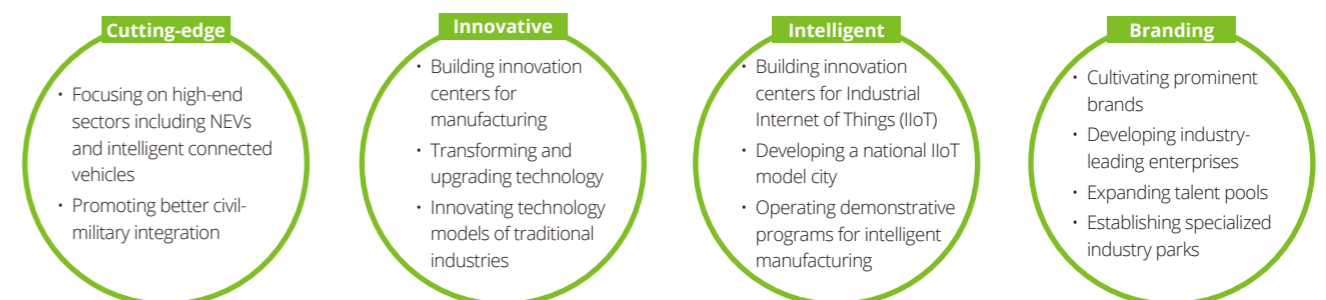 Cutting-edge
• Focusing on high-end
sectors including NEVs
and intelligent connected
vehicles
• Promoting better civil-
military integration
Innovative
• Building innovation
centers for
manufacturing
• Transforming and
upgrading technology
• Innovating technology
models of traditional
industries
Intelligent
• Building innovation
centers for Industrial
Internet of Things (IIoT)
• Developing a national IIoT
model city
• Operating demonstrative
programs for intelligent
manufacturing
Branding
• Cultivating prominent
brands
• Developing industry-
leading enterprises
• Expanding talent pools
• Establishing specialized
industry parks